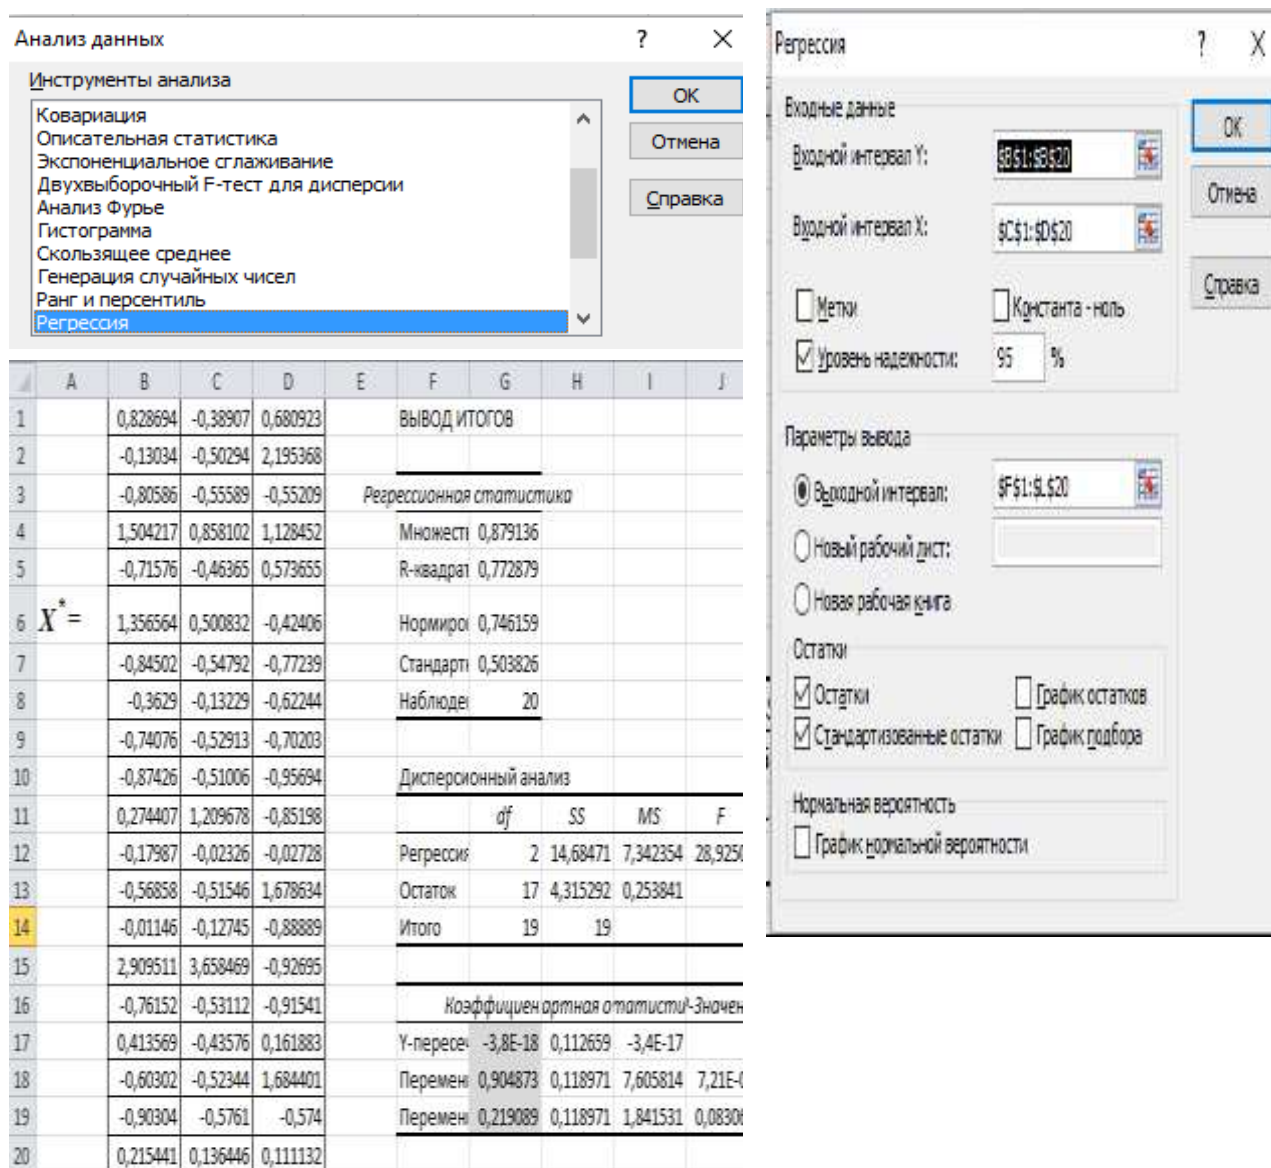 Анализ данных ? X
Инструменты анализа
Ковариация
Описательная статистика
Экспоненциальное сглаживание
Двухвыборочный F-тест для дисперсии
Анализ Фурье
Гистограмма
Скользящее среднее
Генерация случайных чисел
Ранг и персентиль
Регрессия
OK
Отмена
Справка
A B C D E F G H I J
1 0,828694 -0,38907 0,680923 ВЫВОД ИТОГОВ
2 -0,13034 -0,50294 2,195368
3 -0,80586 -0,55589 -0,55209 Регрессионная статистика
4 1,504217 0,858102 1,128452 Множест 0,879136
5 -0,71576 -0,46365 0,573655 R-квадрат 0,772879
6 X*= 1,356564 0,500832 -0,42406 Нормиро 0,746159
7 -0,84502 -0,54792 -0,77239 Стандарт 0,503826
8 -0,3629 -0,13229 -0,62244 Наблюде 20
9 -0,74076 -0,52913 -0,70203
10 -0,87426 -0,51006 -0,95694 Дисперсионный анализ
11 0,274407 1,209678 -0,85198 df SS MS F
12 -0,17987 -0,02326 -0,02728 Регрессия 2 14,68471 7,342354 28,9250
13 -0,56858 -0,51546 1,678634 Остаток 17 4,315292 0,253841
14 -0,01146 -0,12745 -0,88889 Итого 19 19
15 2,909511 3,658469 -0,92695
16 -0,76152 -0,53112 -0,91541 Коэффициен артная о татисти -Значен
17 0,413569 -0,43576 0,161883 Y-пересеч -3,8E-18 0,112659 -3,4E-17
18 -0,60302 -0,52344 1,684401 Перемен 0,904873 0,118971 7,605814 7,21E-0
19 -0,90304 -0,5761 -0,574 Перемен 0,219089 0,118971 1,841531 0,08306
20 0,215441 0,136446 0,111132
Регрессия ? X
Входные данные
Входной интервал Y: $B$1:$B$20
Входной интервал X: $C$1:$D$20
Метки Константа - ноль
Уровень надежности: 95 %
OK
Отмена
Справка
Параметры вывода
Выходной интервал: $F$1:$L$20
Новый рабочий лист:
Новая рабочая книга
Остатки
Остатки График остатков
Стандартизованные остатки График подбора
Нормальная вероятность
График нормальной вероятности